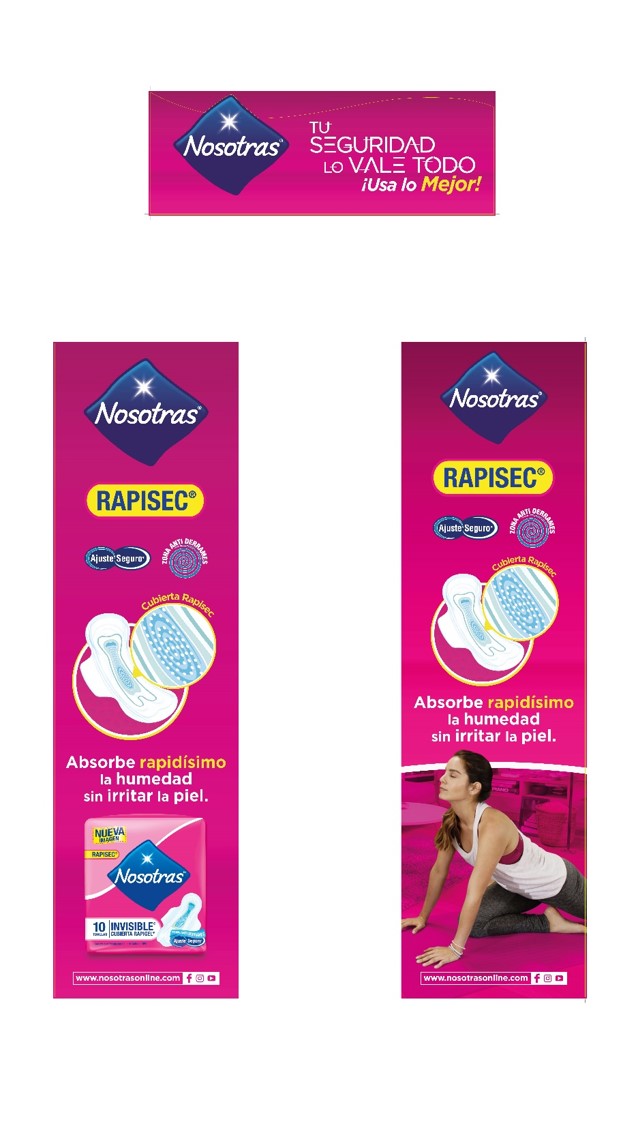 Nosotras®
TU
SEGURIDAD
LO VALE TODO
¡Usa lo Mejor!
Nosotras®
RAPISEC®
Ajuste Seguro
ZONA ANTI DERRAMES
Cubierta Rapisec
Absorbe rapidísimo
la humedad
sin irritar la piel.
NUEVA
IMAGEN
RAPISEC®
Nosotras
10
TOALLAS
INVISIBLE
CUBIERTA RAPIGEL
Ajuste Seguro
www.nosotrasonline.com
Nosotras®
RAPISEC®
Ajuste Seguro
ZONA ANTI DERRAMES
Cubierta Rapisec
Absorbe rapidísimo
la humedad
sin irritar la piel.
www.nosotrasonline.com